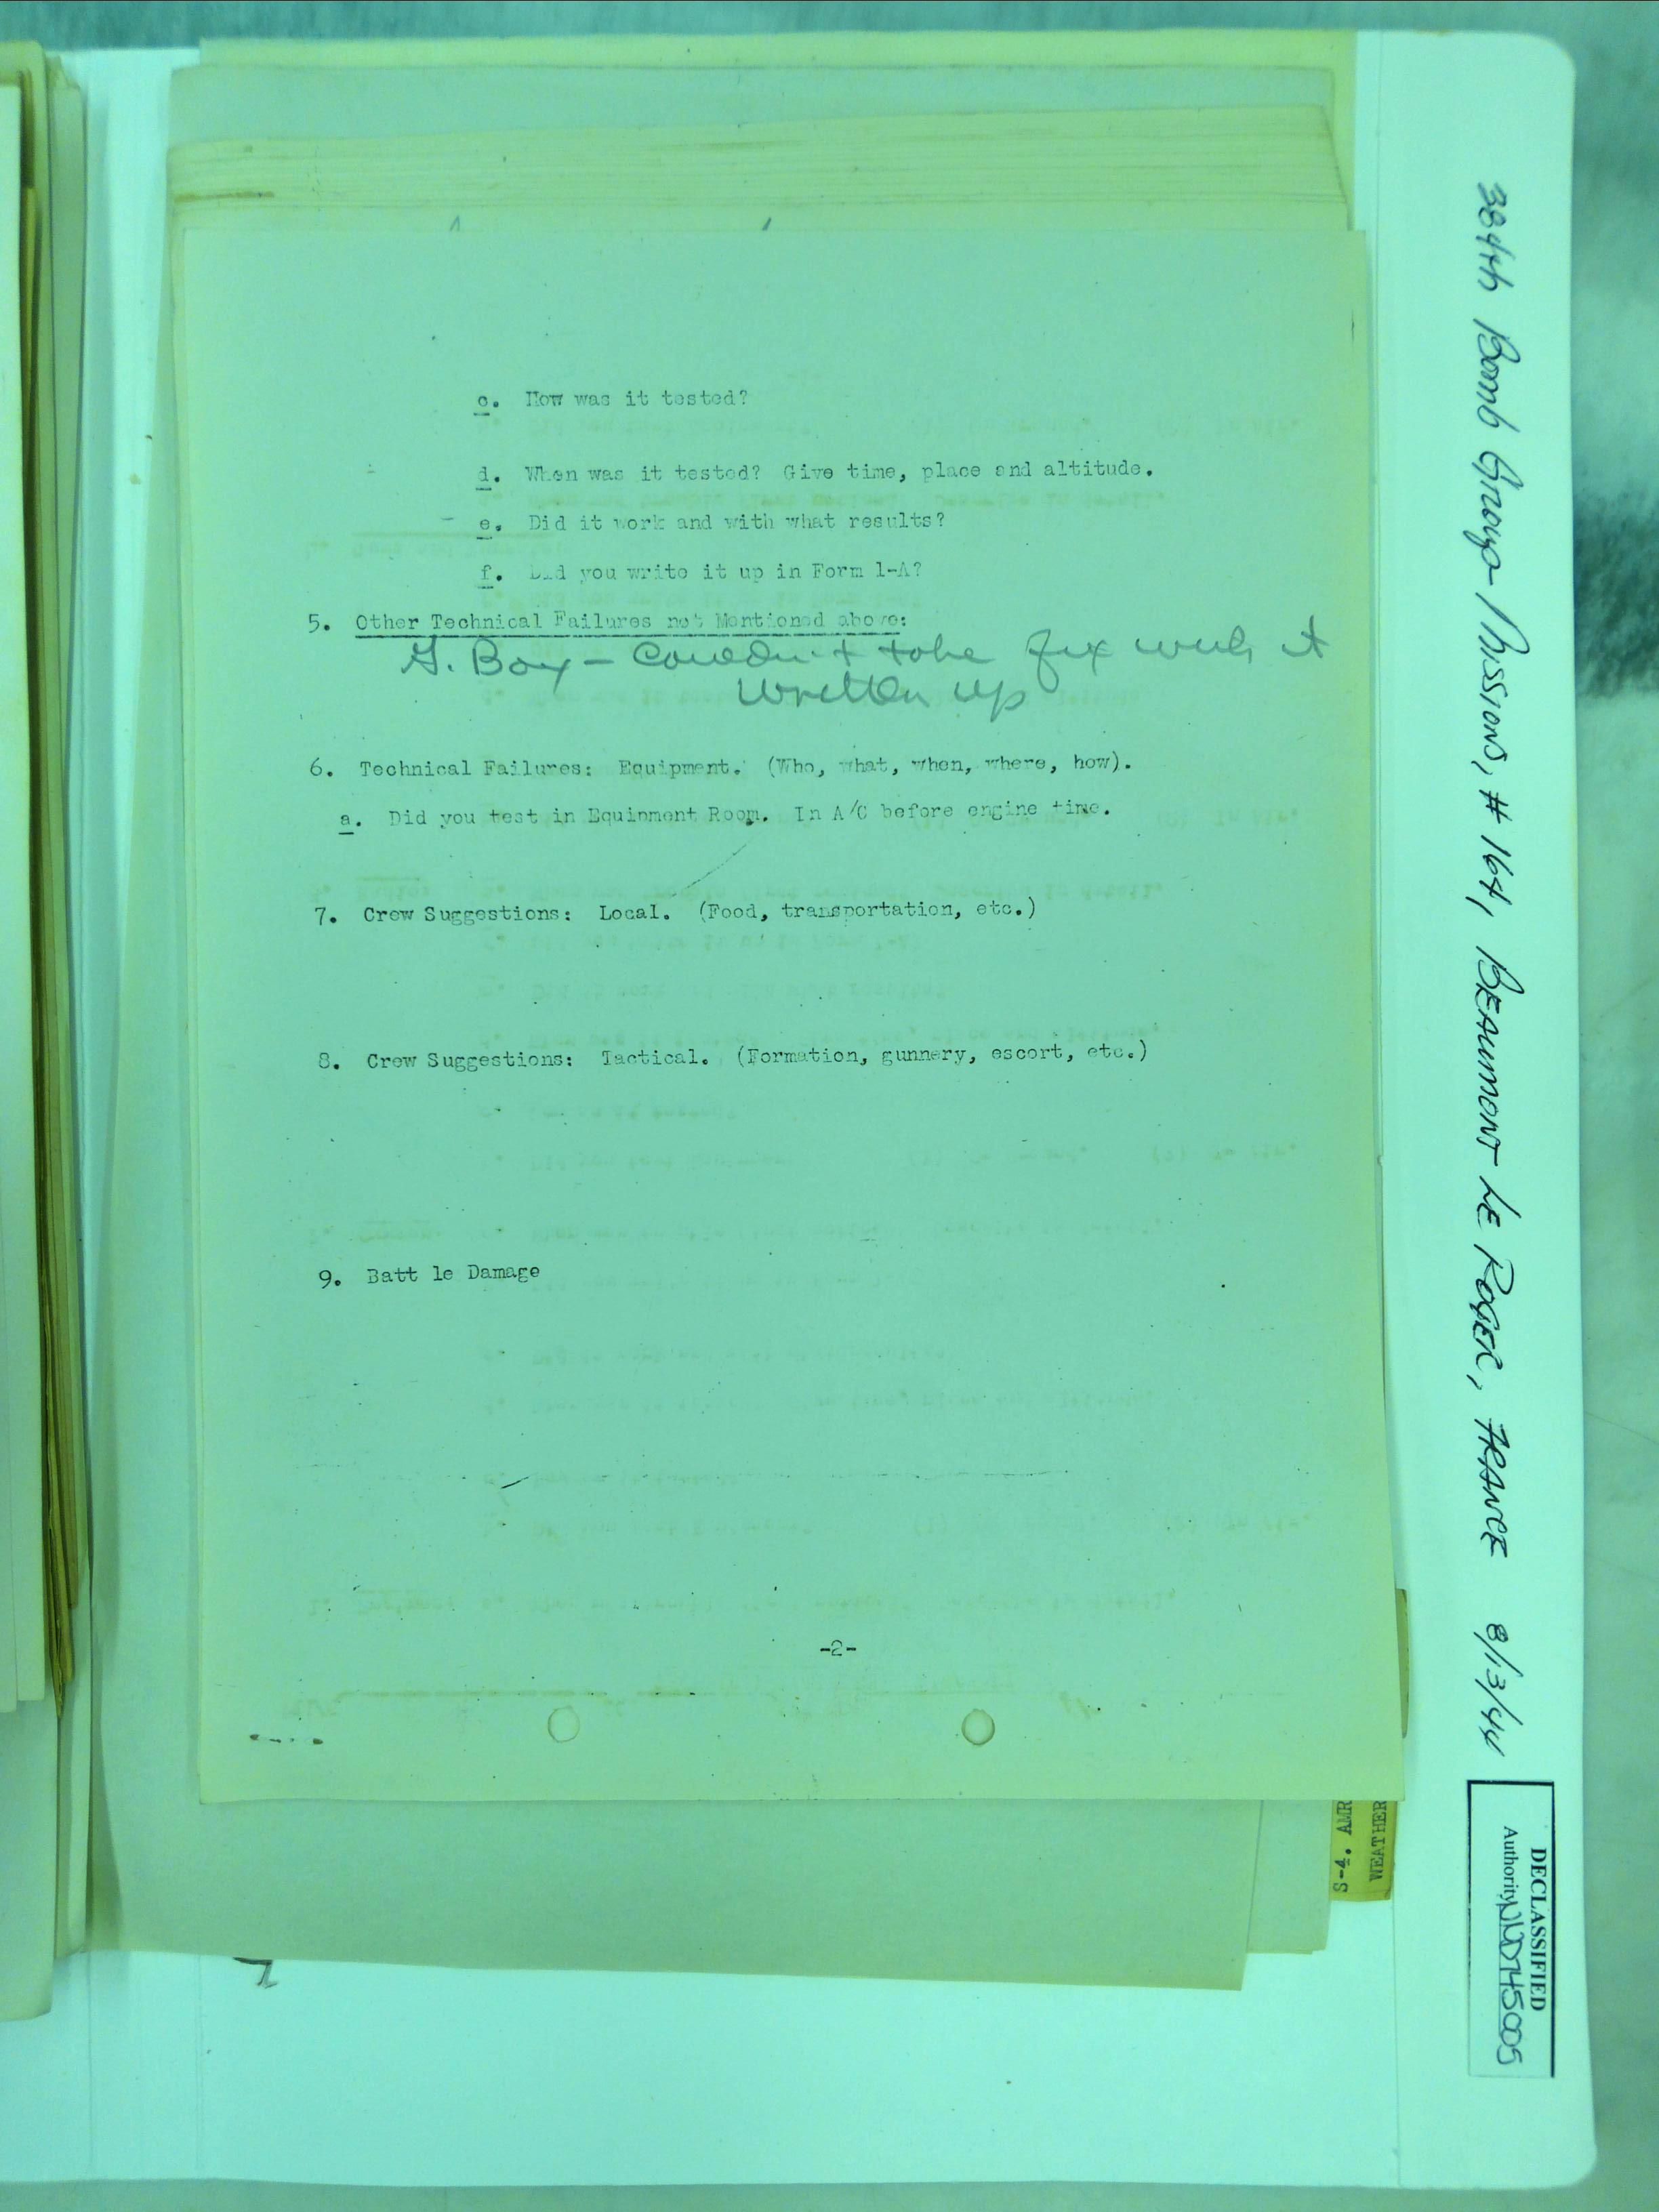 c. How was it tested?
d. When was it tested? Give time, place and altitude.
e. Did it work and with what results?
f. Did you write it up in Form 1-A?
5. Other Technical Failures not Mentioned above:
G. Box - Couldn't take fix with it
written up
6. Technical Failures: Equipment. (Who, what, when, where, how).
a. Did you test in Equipment Room. In A/C before engine time.
7. Crew Suggestions: Local. (Food, transportation, etc.)
8. Crew Suggestions: Tactical. (Formation, gunnery, escort, etc.)
9. Batt le Damage
-2-
384th Bomb Group - Missions, # 164, BEAUMONT LE ROGER, FRANCE 8/13/44
DECLASSIFIED
Authority NND745005
S-4. AMR
WEATHER